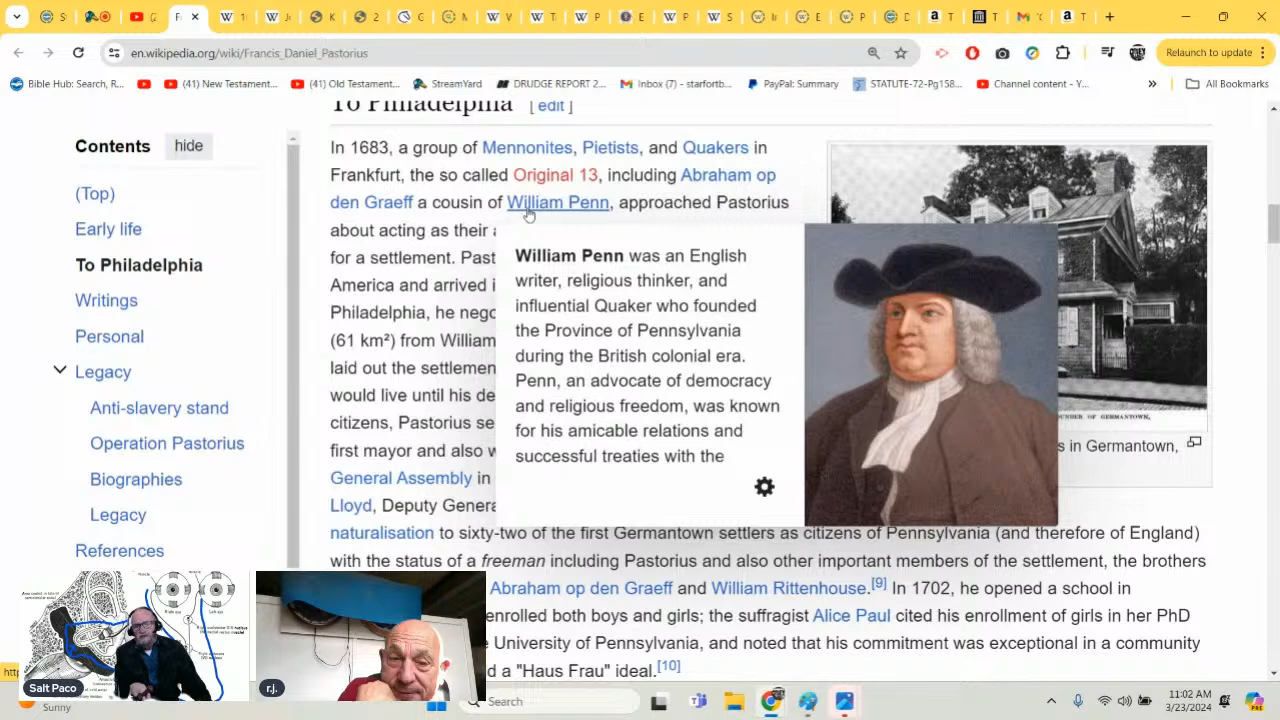 en.wikipedia.org/wiki/Francis_Daniel_Pastorius
Relaunch to update
Bible Hub: Search, R...
(41) New Testament...
(41) Old Testament...
StreamYard
DRUDGE REPORT 2...
Inbox (7) - starfortb...
PayPal: Summary
STATUTE-72-Pg158...
Channel content - Y...
All Bookmarks
To Philadelphia [ edit ]
Contents hide
(Top)
Early life
To Philadelphia
Writings
Personal
Legacy
Anti-slavery stand
Operation Pastorius
Biographies
Legacy
References
In 1683, a group of Mennonites, Pietists, and Quakers in
Frankfurt, the so called Original 13, including Abraham op
den Graeff a cousin of William Penn, approached Pastorius
about acting as their a
for a settlement. Past
America and arrived i
Philadelphia, he nego
(61 km²) from William
laid out the settlemen
would live until his de
citizens, Pastorius se
first mayor and also w
General Assembly in
Lloyd, Deputy Genera
naturalisation to sixty-two of the first Germantown settlers as citizens of Pennsylvania (and therefore of England)
with the status of a freeman including Pastorius and also other important members of the settlement, the brothers
Abraham op den Graeff and William Rittenhouse.[9] In 1702, he opened a school in
enrolled both boys and girls; the suffragist Alice Paul cited his enrollment of girls in her PhD
e University of Pennsylvania, and noted that his commitment was exceptional in a community
d a "Haus Frau" ideal.[10]
William Penn was an English
writer, religious thinker, and
influential Quaker who founded
the Province of Pennsylvania
during the British colonial era.
Penn, an advocate of democracy
and religious freedom, was known
for his amicable relations and
successful treaties with the
OUNDER OF GERMANTOWN,
s in Germantown,
Salt Paco
r.j.
Sunny
Search
11:02 AM
3/23/2024